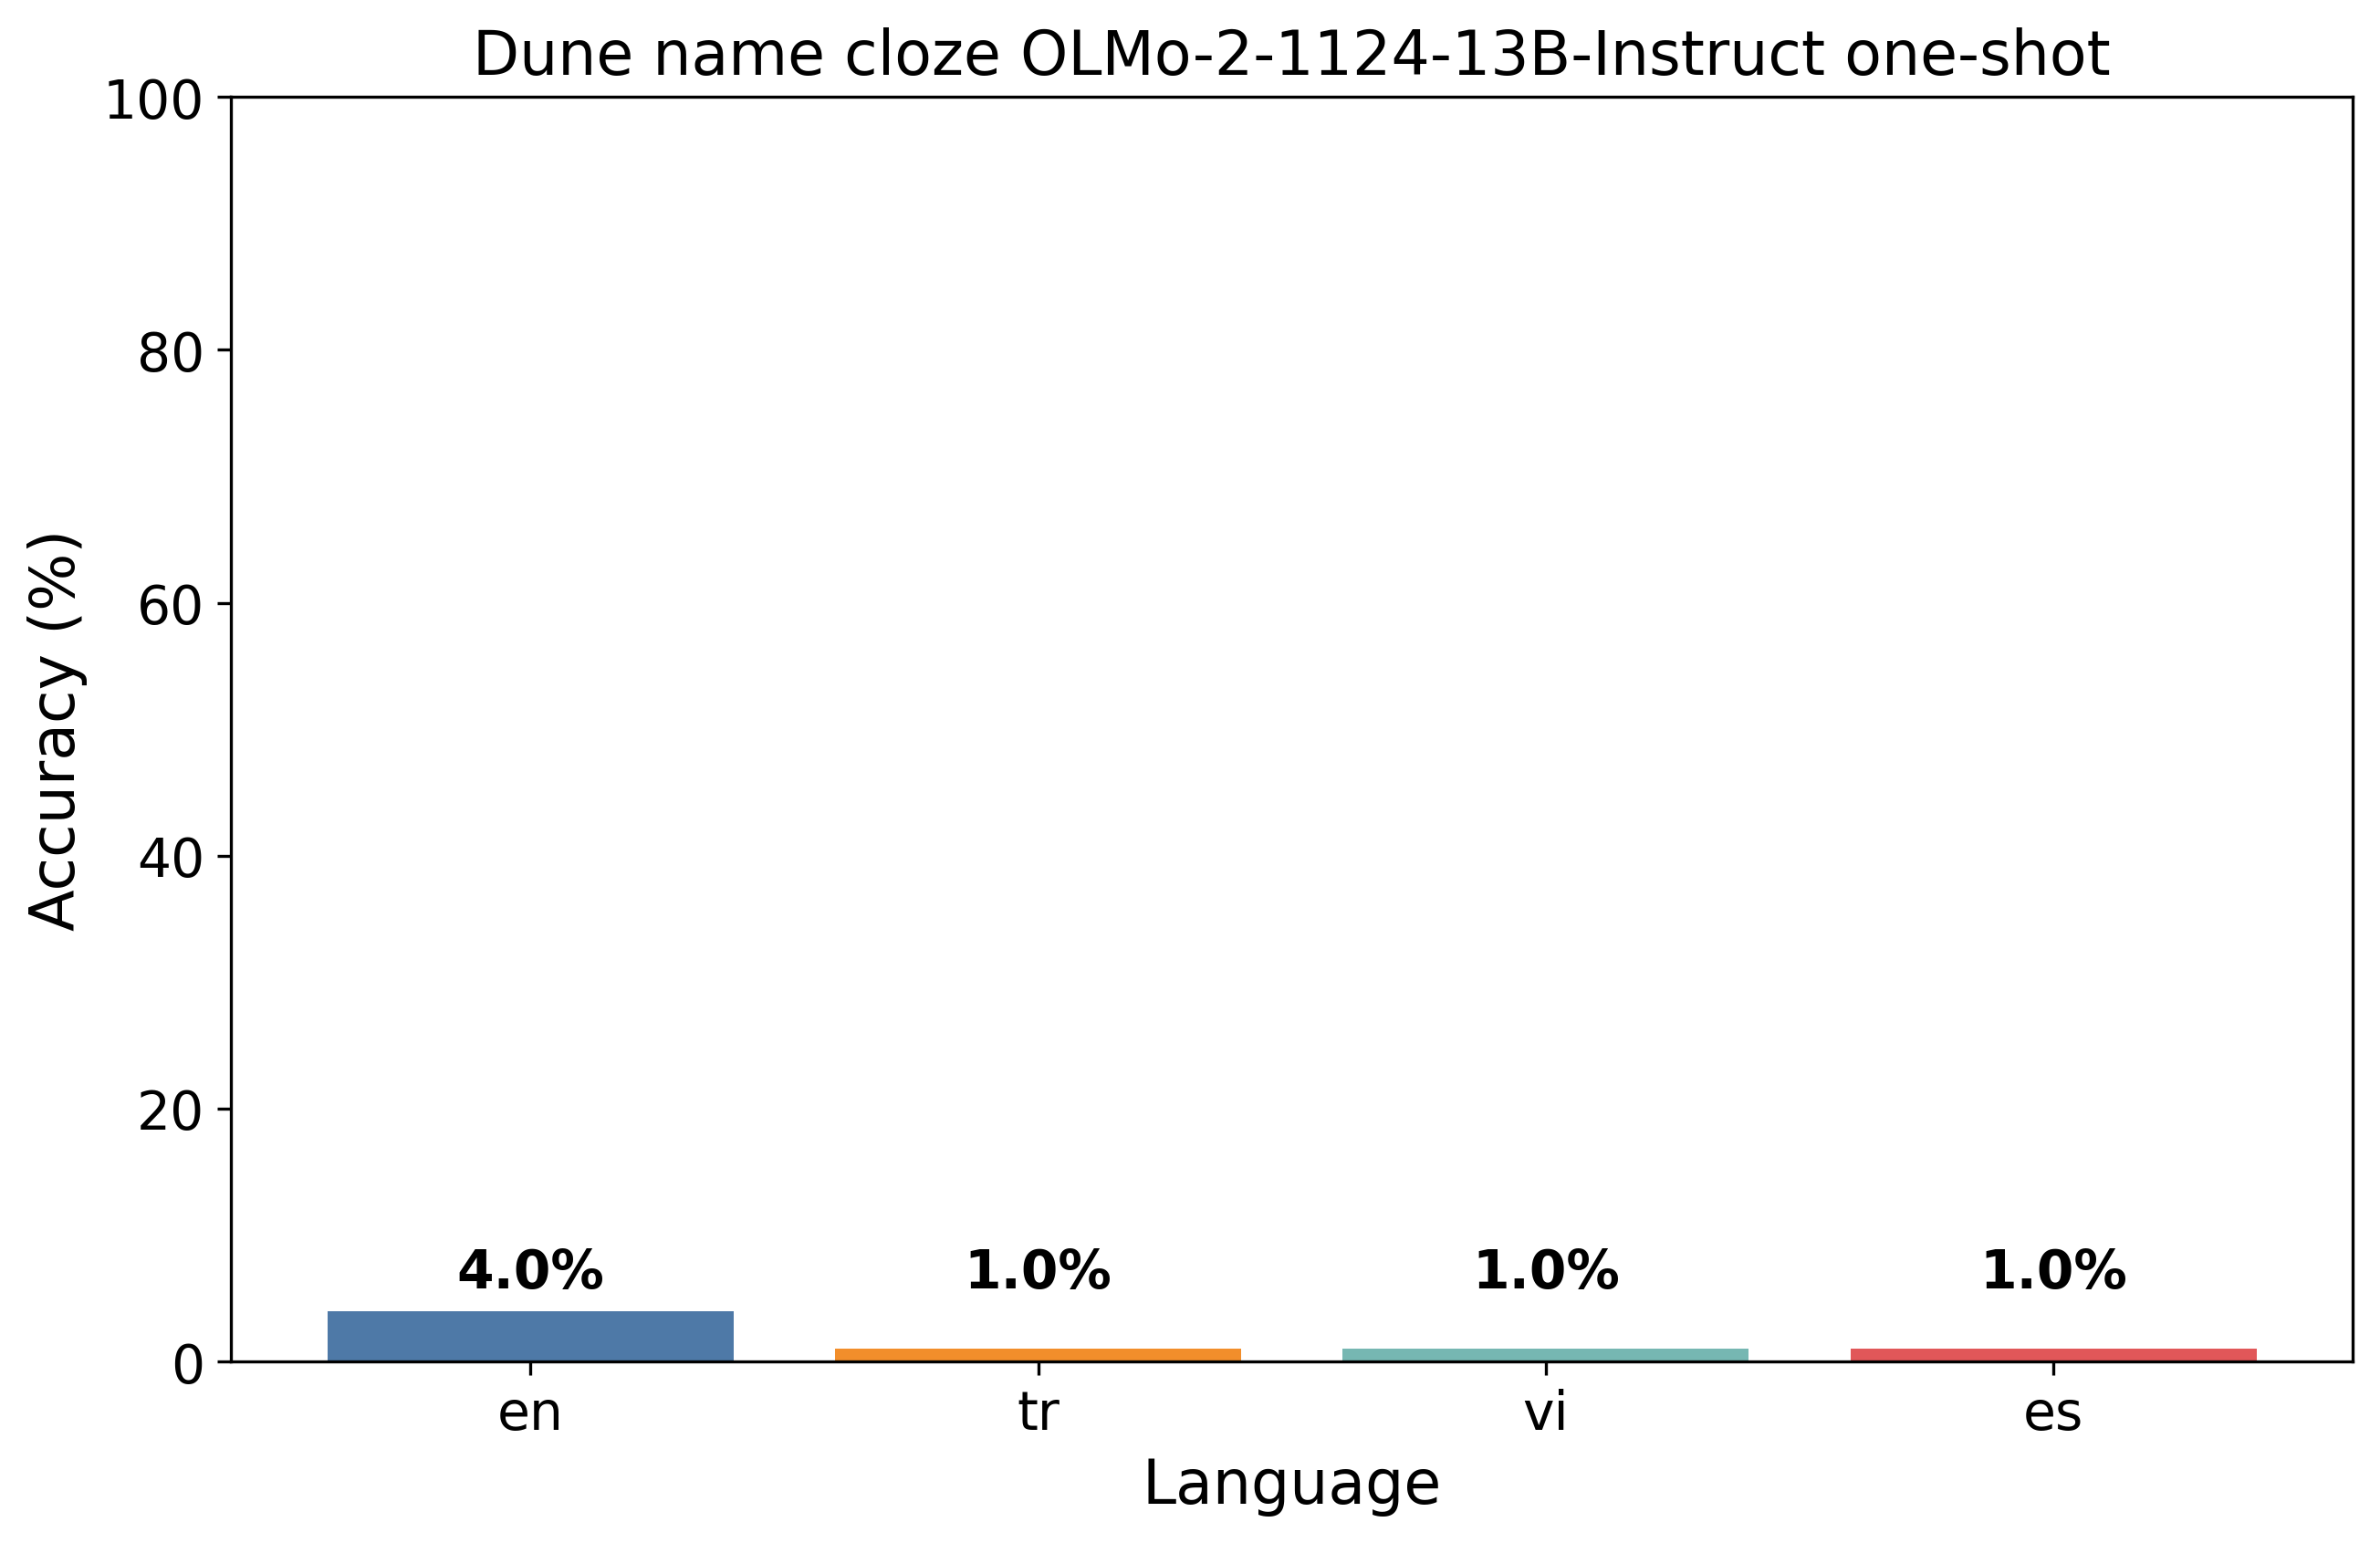 Dune name cloze OLMo-2-1124-13B-Instruct one-shot
100
80
60
40
20
0
Accuracy (%)
4.0%
1.0%
1.0%
1.0%
en
tr
vi
es
Language